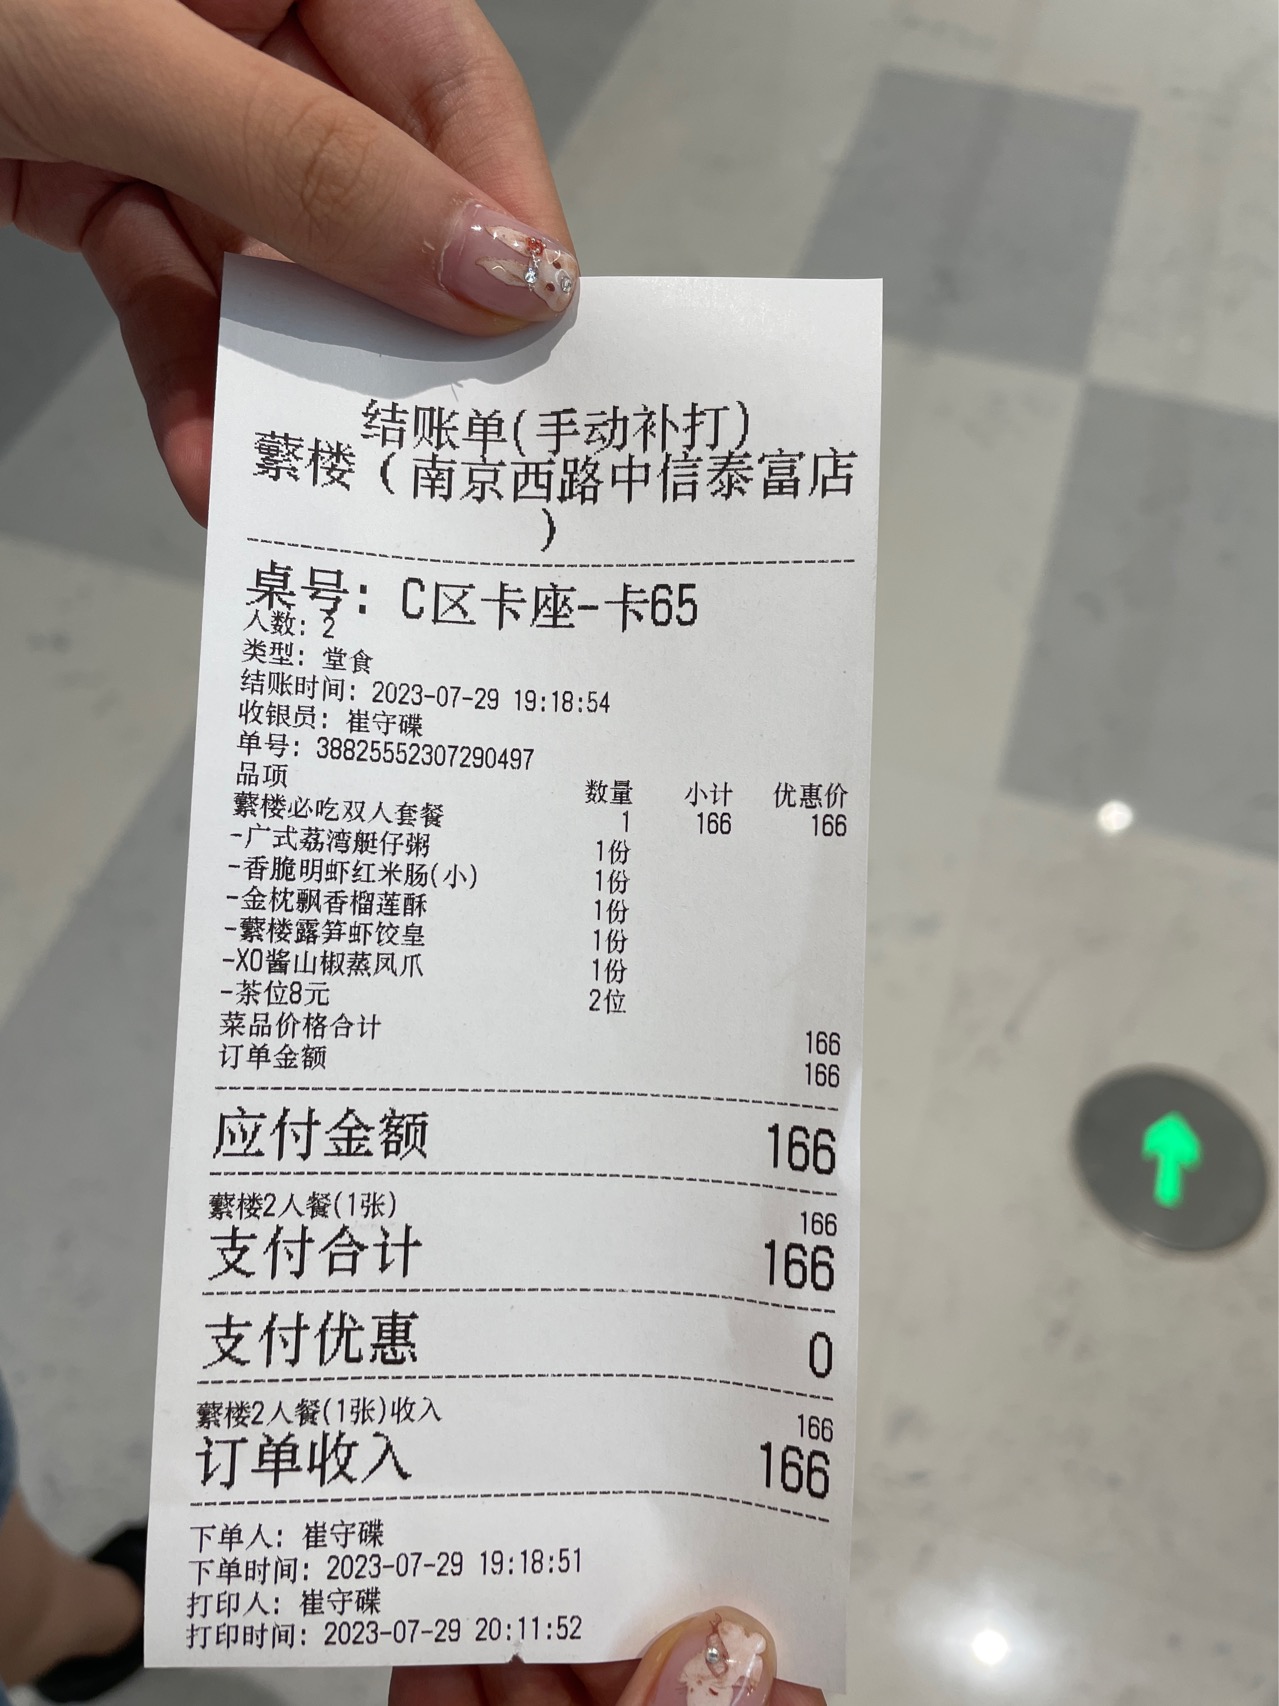 结账单(手动补打)
蘩楼（南京西路中信泰富店
）
桌号: C区卡座-卡65
人数: 2
类型: 堂食
结账时间: 2023-07-29 19:18:54
收银员: 崔守碟
单号: 38825552307290497
品项 数量 小计 优惠价
蘩楼必吃双人套餐 1 166 166
-广式荔湾艇仔粥 1份
-香脆明虾红米肠(小) 1份
-金枕飘香榴莲酥 1份
-蘩楼露笋虾饺皇 1份
-XO酱山椒蒸凤爪 1份
-茶位8元 2位
菜品价格合计 166
订单金额 166
应付金额 166
蘩楼2人餐(1张) 166
支付合计 166
支付优惠 0
蘩楼2人餐(1张)收入 166
订单收入 166
下单人: 崔守碟
下单时间: 2023-07-29 19:18:51
打印人: 崔守碟
打印时间: 2023-07-29 20:11:52